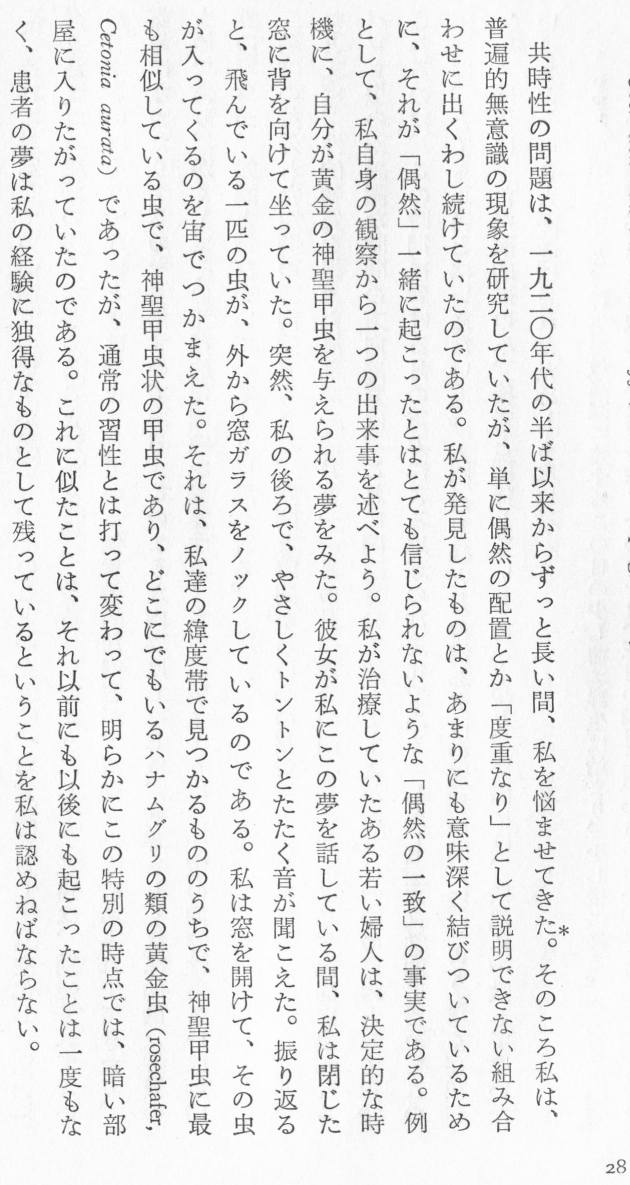 共時性の問題は、一九二〇年代の半ば以来からずっと長い間、私を悩ませてきた*。そのころ私は、
普遍的無意識の現象を研究していたが、単に偶然の配置とか「度重なり」として説明できない組み合
わせに出くわし続けていたのである。私が発見したものは、あまりにも意味深く結びついているため
に、それが「偶然」一緒に起こったとはとても信じられないような「偶然の一致」の事実である。例
として、私自身の観察から一つの出来事を述べよう。私が治療していたある若い婦人は、決定的な時
機に、自分が黄金の神聖甲虫を与えられる夢をみた。彼女が私にこの夢を話している間、私は閉じた
窓に背を向けて坐っていた。突然、私の後ろで、やさしくトントンとたたく音が聞こえた。振り返る
と、飛んでいる一匹の虫が、外から窓ガラスをノックしているのである。私は窓を開けて、その虫
が入ってくるのを宙でつかまえた。それは、私達の緯度帯で見つかるもののうちで、神聖甲虫に最
も相似している虫で、神聖甲虫状の甲虫であり、どこにでもいるハナムグリの類の黄金虫（rosechafer,
Cetonia aurata）であったが、通常の習性とは打って変わって、明らかにこの特別の時点では、暗い部
屋に入りたがっていたのである。これに似たことは、それ以前にも以後にも起こったことは一度もな
く、患者の夢は私の経験に独得なものとして残っているということを私は認めねばならない。
28